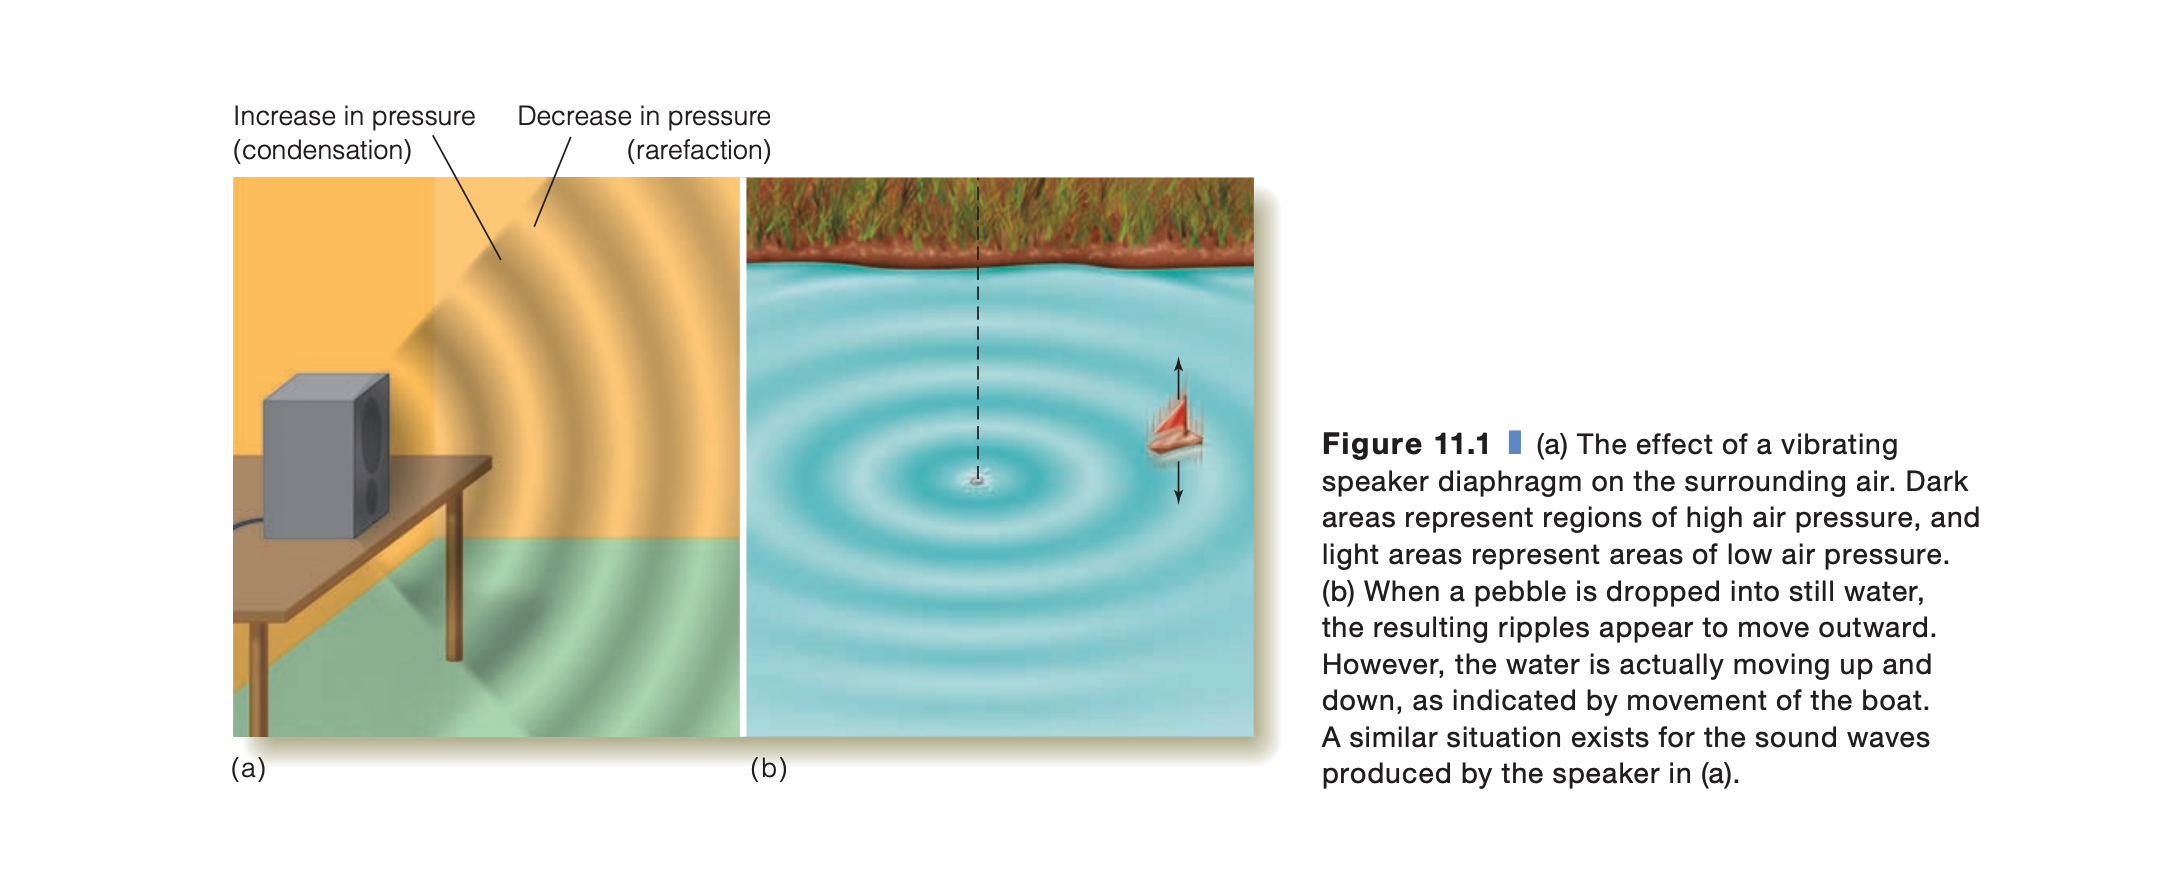 Increase in pressure
(condensation)
Decrease in pressure
(rarefaction)
(a)
(b)
Figure 11.1 (a) The effect of a vibrating
speaker diaphragm on the surrounding air. Dark
areas represent regions of high air pressure, and
light areas represent areas of low air pressure.
(b) When a pebble is dropped into still water,
the resulting ripples appear to move outward.
However, the water is actually moving up and
down, as indicated by movement of the boat.
A similar situation exists for the sound waves
produced by the speaker in (a).